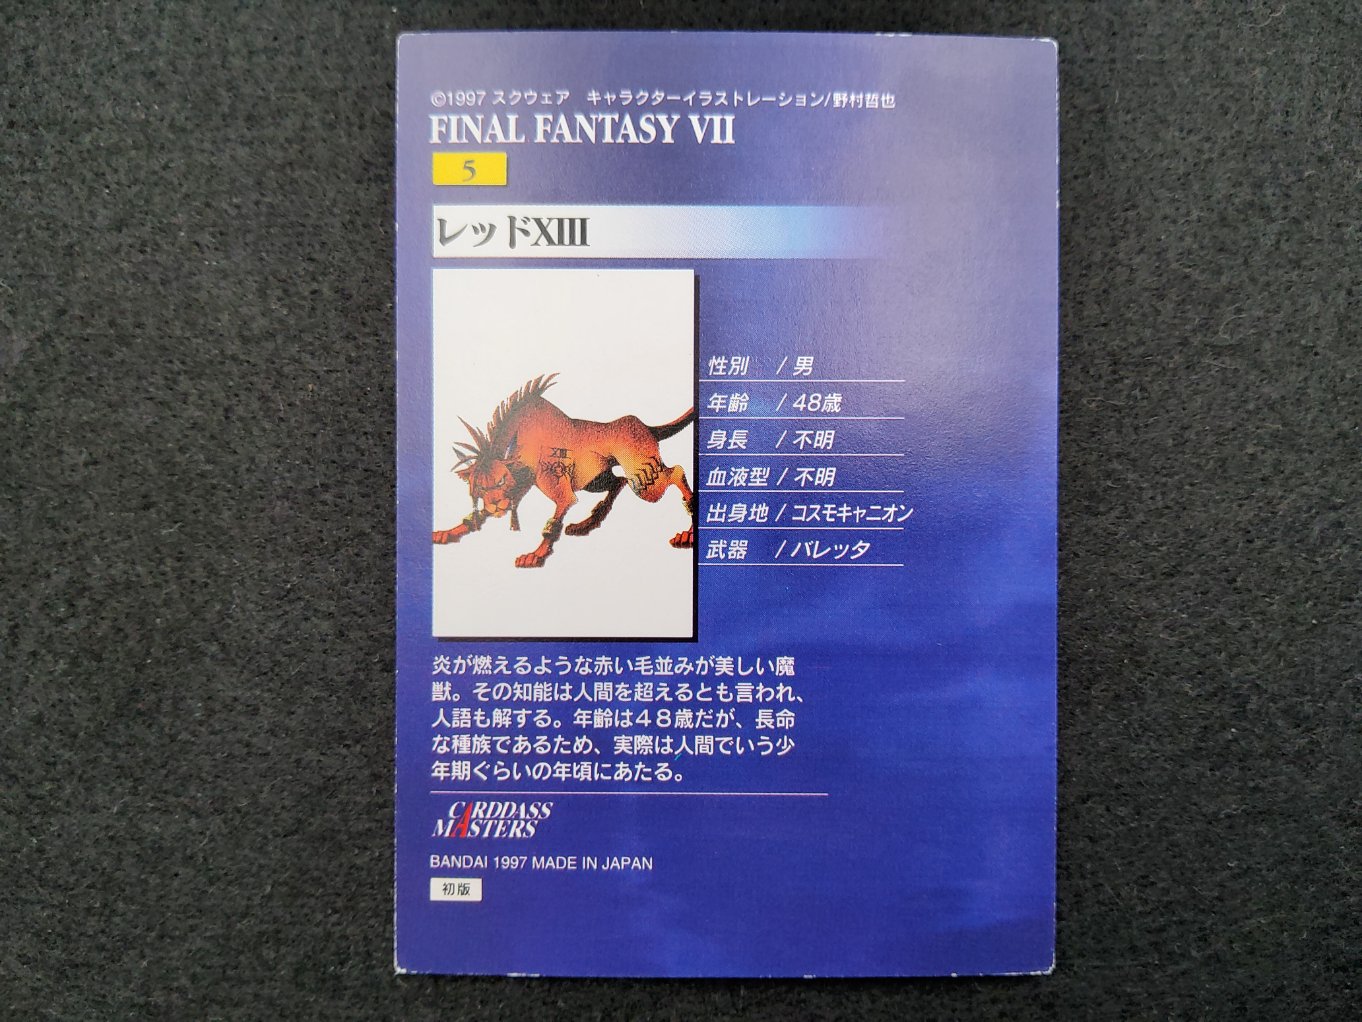 ©1997 スクウェア　キャラクターイラストレーション/野村哲也
FINAL FANTASY VII
5
レッドXIII
XIII
性別 / 男
年齢 / 48歳
身長 / 不明
血液型 / 不明
出身地 / コスモキャニオン
武器 / バレッタ
炎が燃えるような赤い毛並みが美しい魔
獣。その知能は人間を超えるとも言われ、
人語も解する。年齢は４８歳だが、長命
な種族であるため、実際は人間でいう少
年期ぐらいの年頃にあたる。
CARDDASS
MASTERS
BANDAI 1997 MADE IN JAPAN
初版